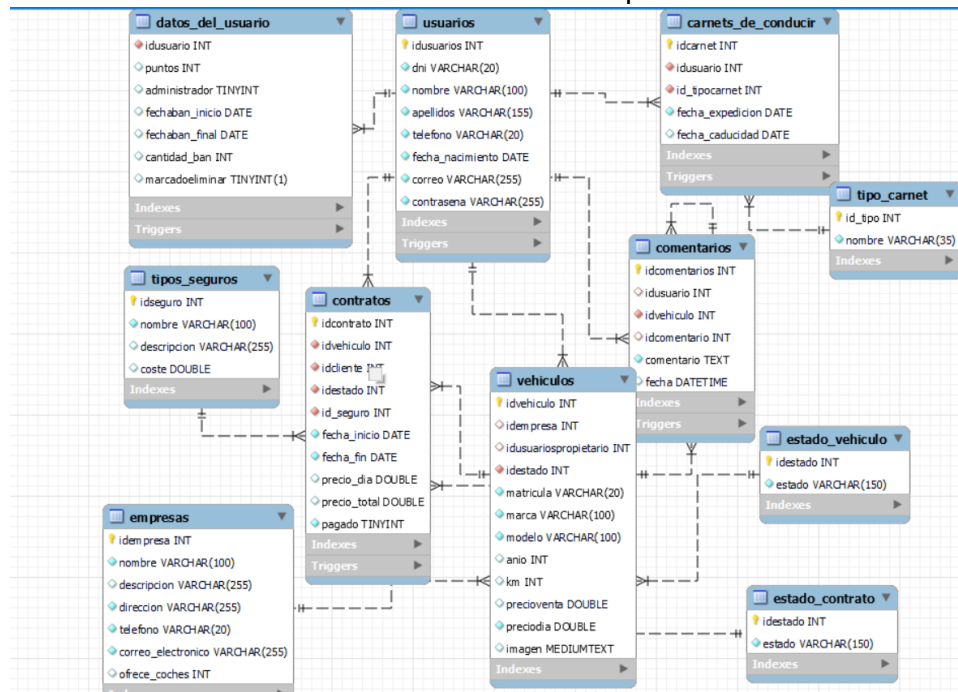 datos_del_usuario
idusuario INT
puntos INT
administrador TINYINT
fechaban_inicio DATE
fechaban_final DATE
cantidad_ban INT
marcadoeliminar TINYINT(1)
Indexes
Triggers
usuarios
idusuarios INT
dni VARCHAR(20)
nombre VARCHAR(100)
apellidos VARCHAR(155)
telefono VARCHAR(20)
fecha_nacimiento DATE
correo VARCHAR(255)
contrasena VARCHAR(255)
Indexes
Triggers
carnets_de_conducir
idcarnet INT
idusuario INT
id_tipocarnet INT
fecha_expedicion DATE
fecha_caducidad DATE
Indexes
Triggers
tipo_carnet
id_tipo INT
nombre VARCHAR(35)
Indexes
tipos_seguros
idseguro INT
nombre VARCHAR(100)
descripcion VARCHAR(255)
coste DOUBLE
Indexes
contratos
idcontrato INT
idvehiculo INT
idcliente INT
idestado INT
id_seguro INT
fecha_inicio DATE
fecha_fin DATE
precio_dia DOUBLE
precio_total DOUBLE
pagado TINYINT
Indexes
Triggers
comentarios
idcomentarios INT
idusuario INT
idvehiculo INT
idcomentario INT
comentario TEXT
fecha DATETIME
Indexes
Triggers
vehiculos
idvehiculo INT
idempresa INT
idusuariospropietario INT
idestado INT
matricula VARCHAR(20)
marca VARCHAR(100)
modelo VARCHAR(100)
anio INT
km INT
precioventa DOUBLE
preciodia DOUBLE
imagen MEDIUMTEXT
Indexes
estado_vehiculo
idestado INT
estado VARCHAR(150)
Indexes
empresas
idempresa INT
nombre VARCHAR(100)
descripcion VARCHAR(255)
direccion VARCHAR(255)
telefono VARCHAR(20)
correo_electronico VARCHAR(255)
ofrece_coches INT
estado_contrato
idestado INT
estado VARCHAR(150)
Indexes